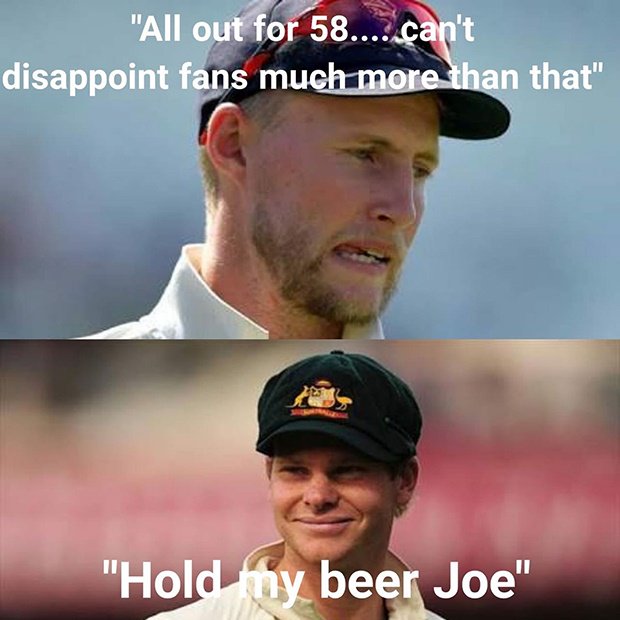 "All out for 58.....can't
disappoint fans much more than that"
"Hold my beer Joe"